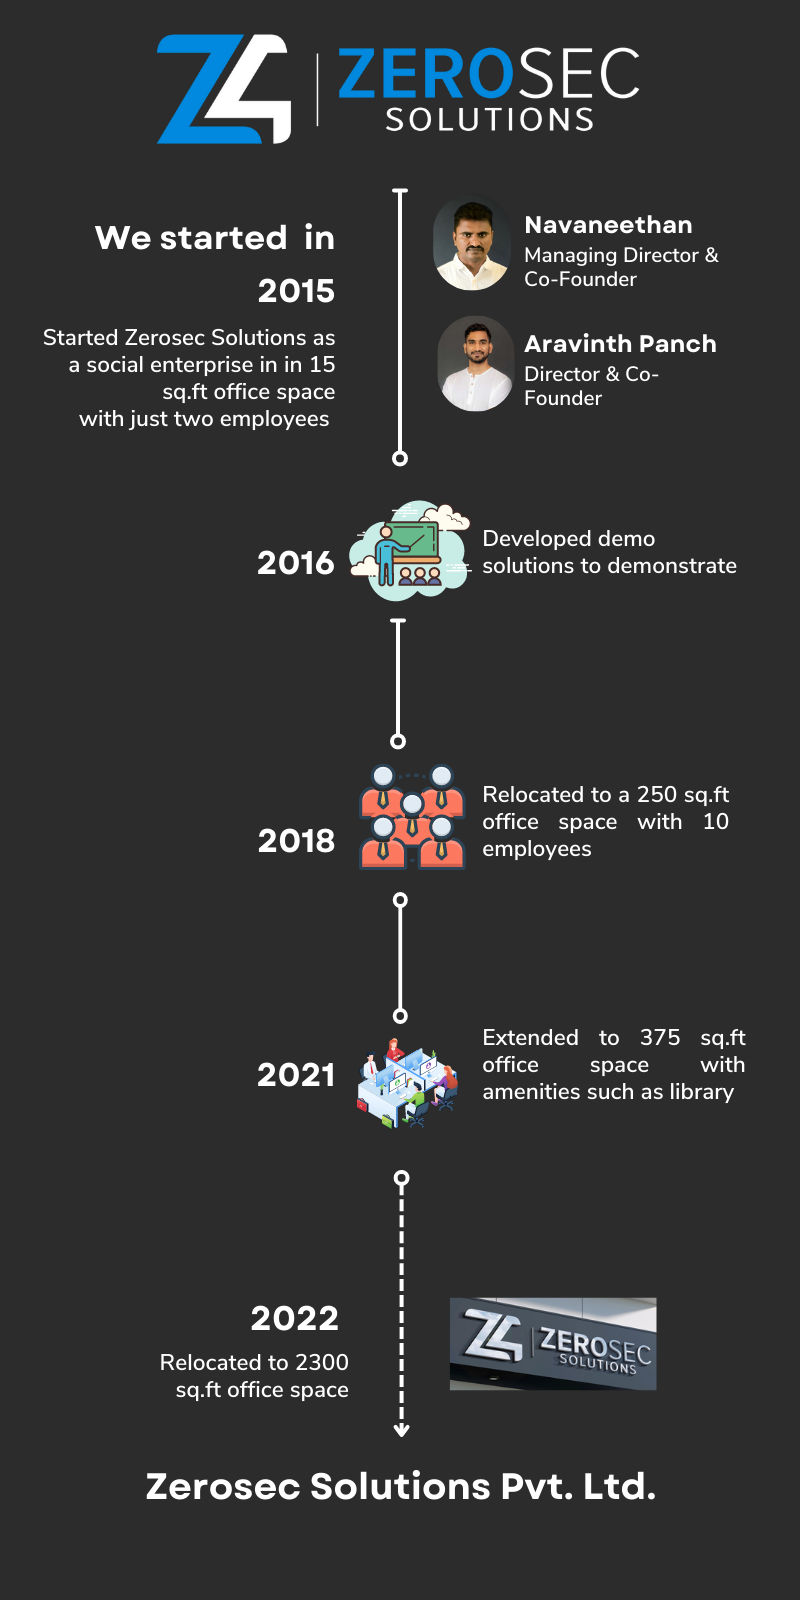 ZEROSEC
SOLUTIONS
We started in
2015
Started Zerosec Solutions as
a social enterprise in in 15
sq.ft office space
with just two employees
Navaneethan
Managing Director &
Co-Founder
Aravinth Panch
Director & Co-
Founder
2016
Developed demo
solutions to demonstrate
2018
Relocated to a 250 sq.ft
office space with 10
employees
2021
Extended to 375 sq.ft
office space with
amenities such as library
2022
Relocated to 2300
sq.ft office space
ZEROSEC
SOLUTIONS
Zerosec Solutions Pvt. Ltd.